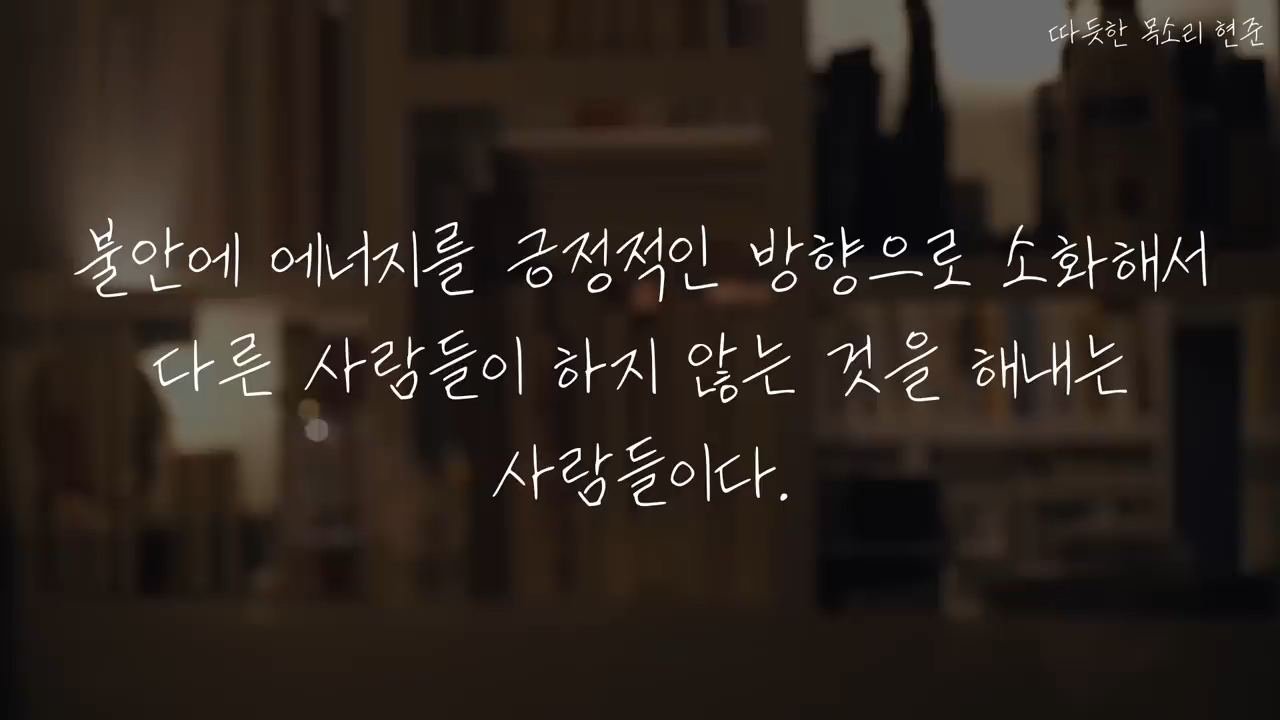 따듯한 목소리 현준
불안에 에너지를 긍정적인 방향으로 소화해서
다른 사람들이 하지 않는 것을 해내는
사람들이다.